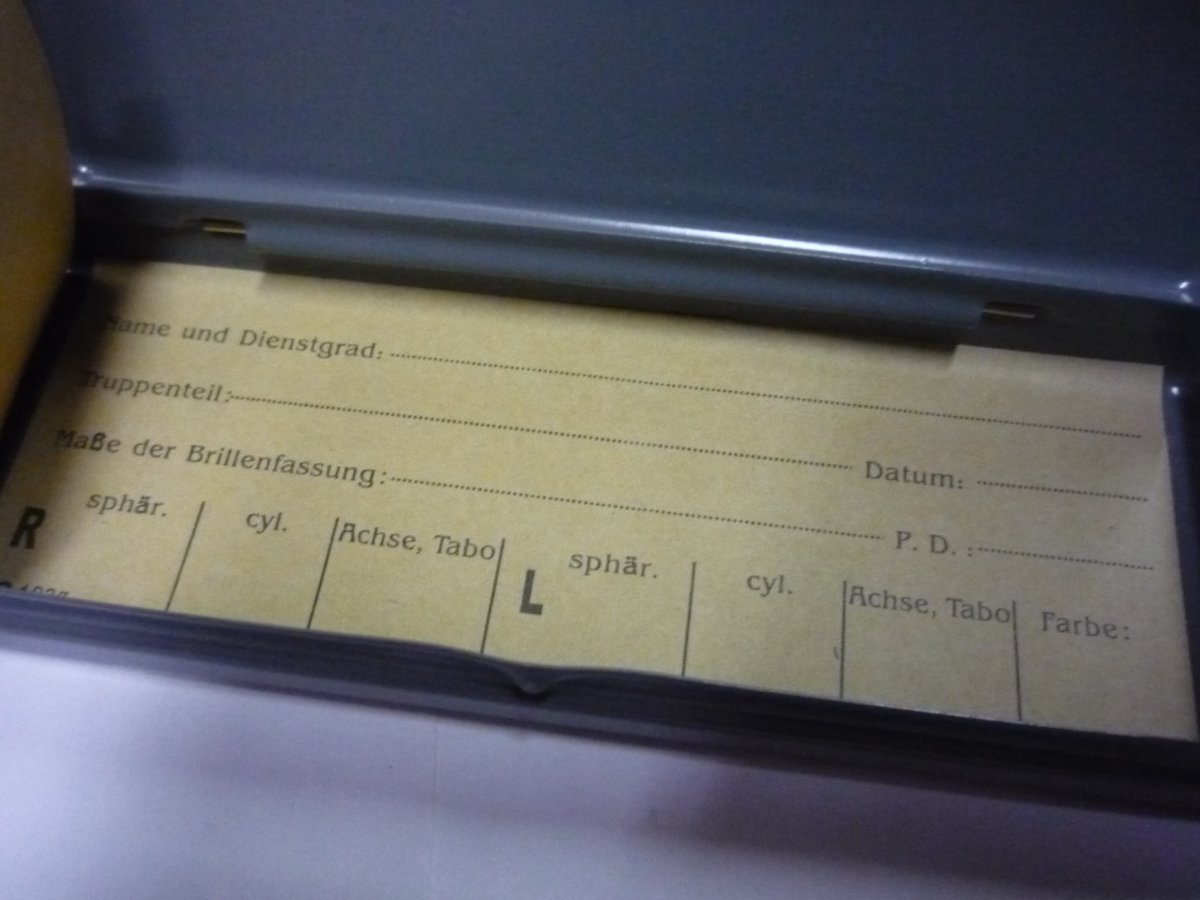 Name und Dienstgrad:
Truppenteil: Datum:
Maße der Brillenfassung: P. D. :
R sphär. cyl. Achse, Tabo L sphär. cyl. Achse, Tabo Farbe: